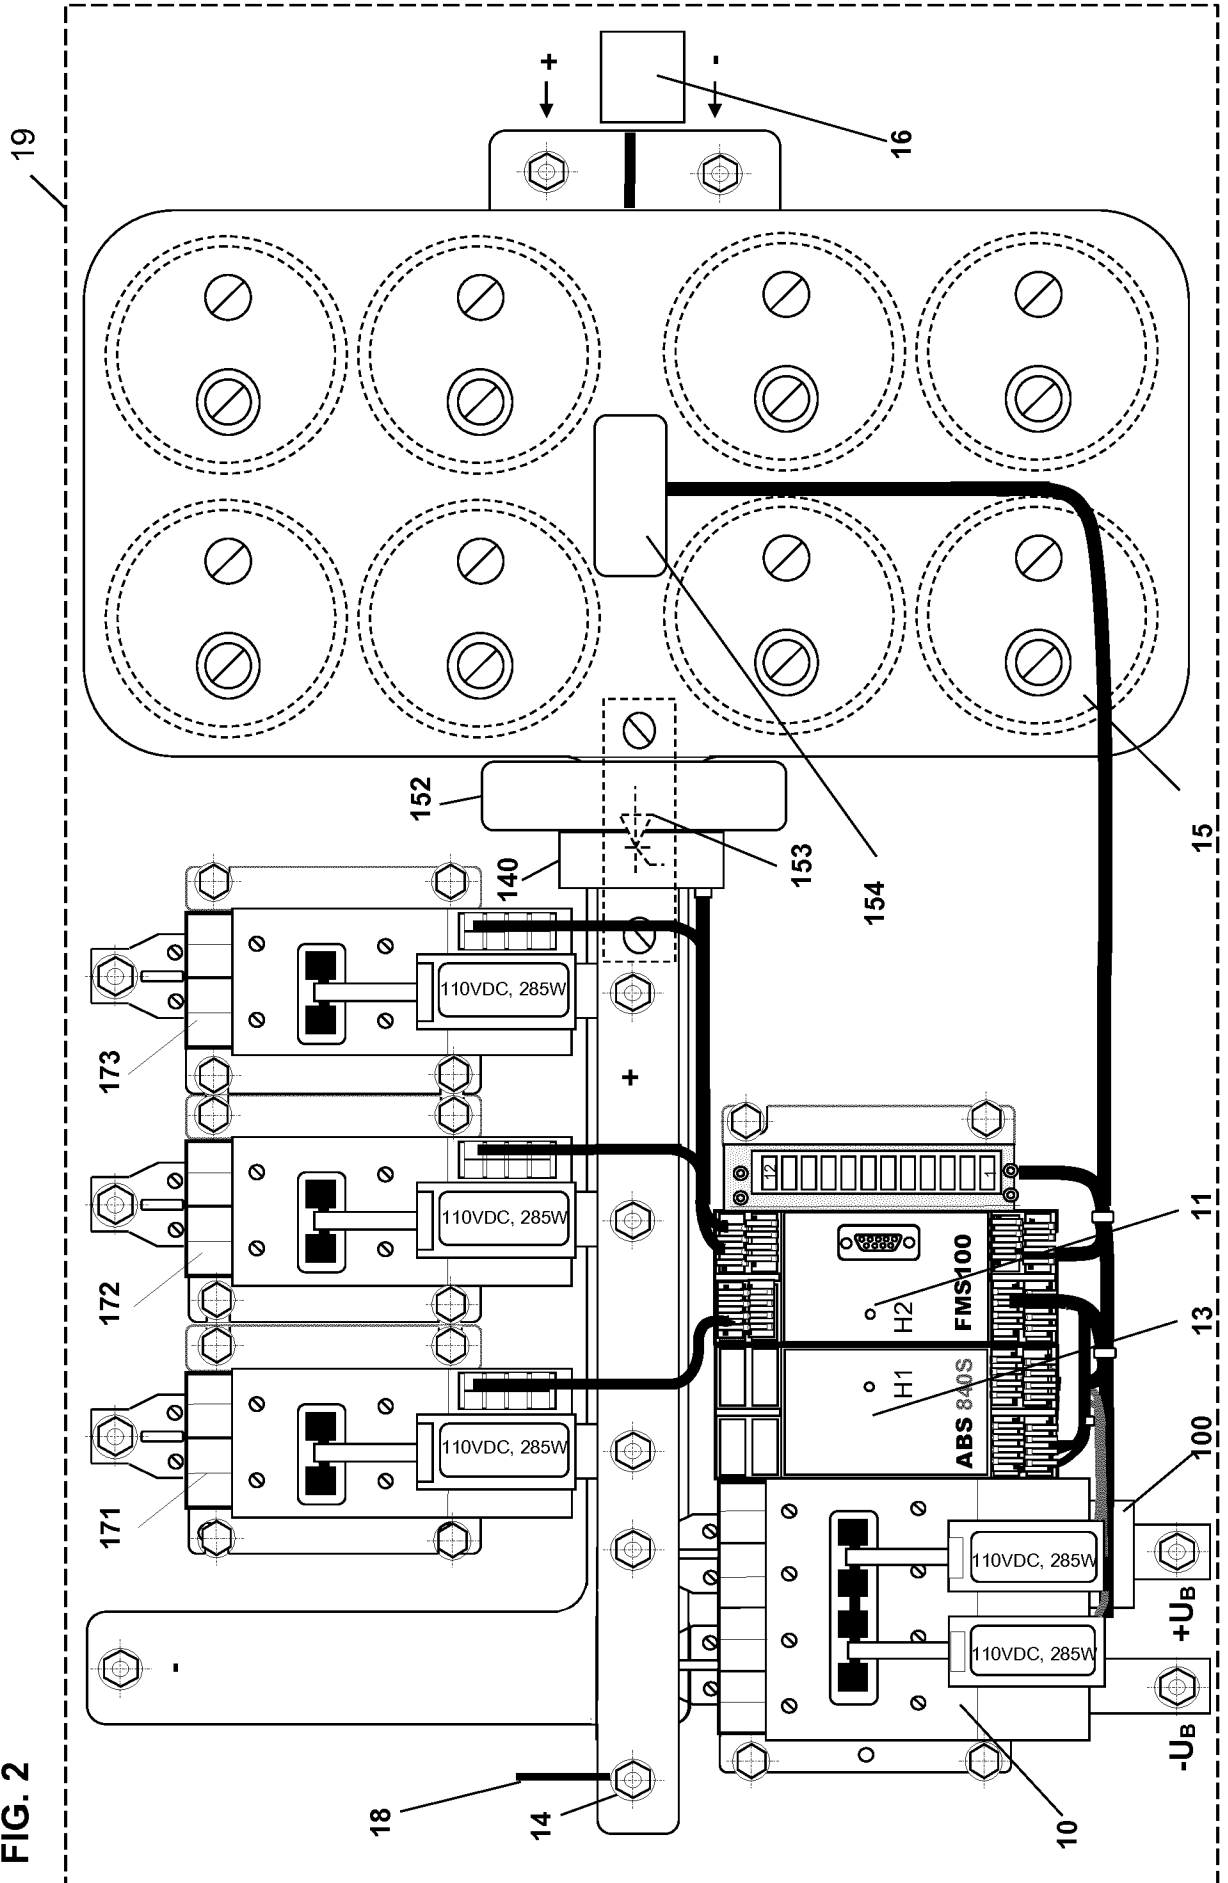 FIG. 2
19
+
-
16
152
140
153
154
15
173
172
171
110VDC, 285W
110VDC, 285W
110VDC, 285W
+
-
12
1
FMS100
H2
ABS 840S
H1
11
13
100
110VDC, 285W
110VDC, 285W
+UB
-UB
18
14
10